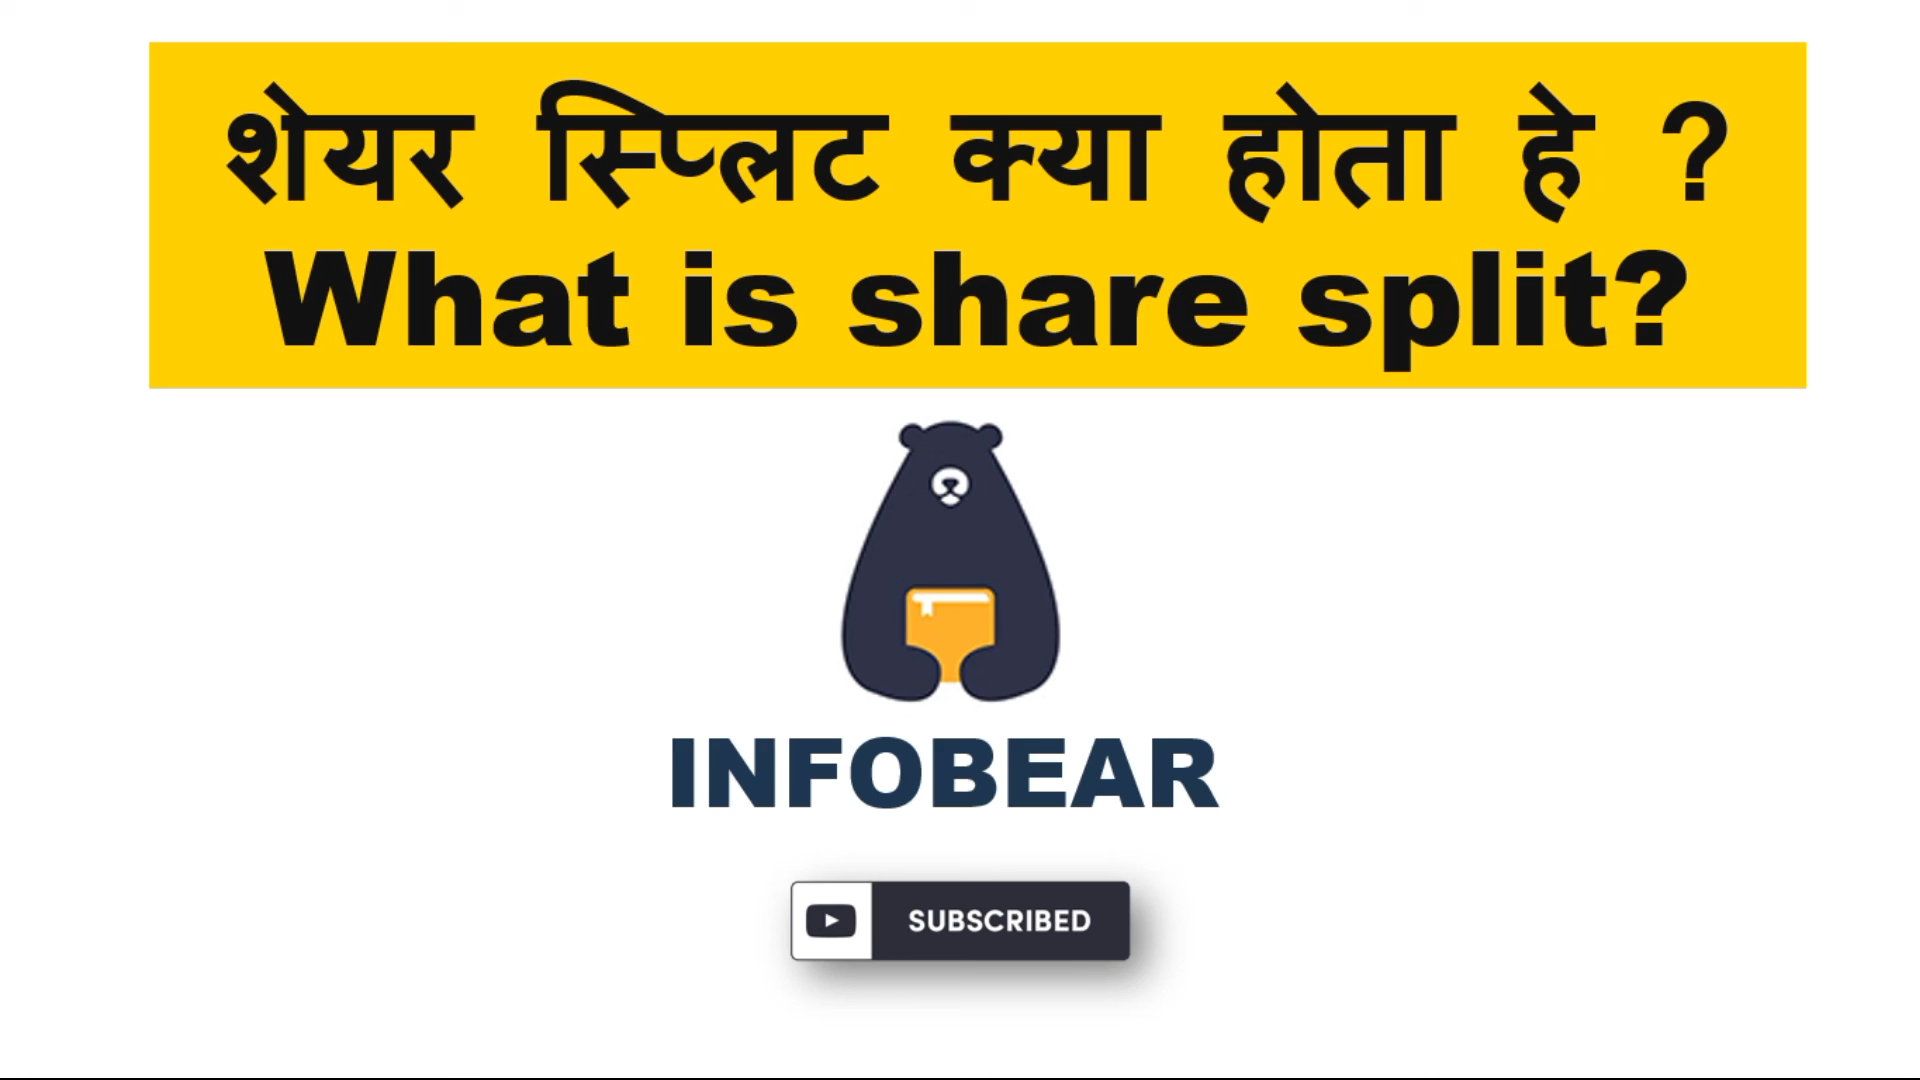 शेयर स्प्लिट क्या होता हे ?
What is share split?
INFOBEAR
SUBSCRIBED